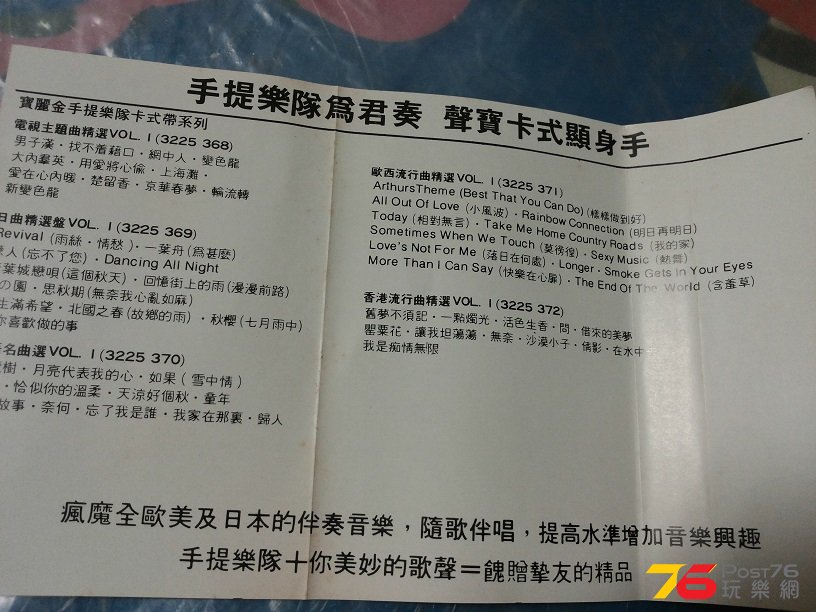 手提樂隊爲君奏 聲寶卡式顯身手
寶麗金手提樂隊卡式帶系列
電視主題曲精選VOL. I (3225 368)
男子漢・找不着藉口・網中人・變色龍
大內羣英・用愛將心偷・上海灘・
愛在心內暖・楚留香・京華春夢・輪流轉
新變色龍
日曲精選盤VOL. I (3225 369)
Revival (雨絲・情愁)・一葉舟(爲甚麽)
人(忘不了您)・Dancing All Night
葉城戀唄(這個秋天)・回憶街上的雨(漫漫前路)
の園・思秋期(無奈我心亂如麻)
生滿希望・北國之春(故鄉的雨)・秋櫻(七月雨中)
你喜歡做的事
名曲選VOL. I (3225 370)
樹・月亮代表我的心・如果(雪中情)
・恰似你的溫柔・天涼好個秋・童年
故事・奈何・忘了我是誰・我家在那裏・歸人
歐西流行曲精選VOL. I (3225 371)
ArthursTheme (Best That You Can Do) (樣樣做到好)
All Out Of Love (小風波)・Rainbow Connection (明日再明日)
Today (相對無言)・Take Me Home Country Roads (我的家)
Sometimes When We Touch (莫徬徨)・Sexy Music (熱舞)
Love's Not For Me (落日在何處)・Longer・Smoke Gets In Your Eyes
More Than I Can Say (快樂在心扉)・The End Of The World (含羞草)
香港流行曲精選VOL. I (3225 372)
舊夢不須記・一點燭光・活色生香・問・借來的美夢
罌粟花・讓我坦蕩蕩・無奈・沙漠小子・倩影・在水中
我是痴情無限
瘋魔全歐美及日本的伴奏音樂，隨歌伴唱，提高水準增加音樂興趣
手提樂隊＋你美妙的歌聲＝餽贈摯友的精品
76 Post76
玩樂網